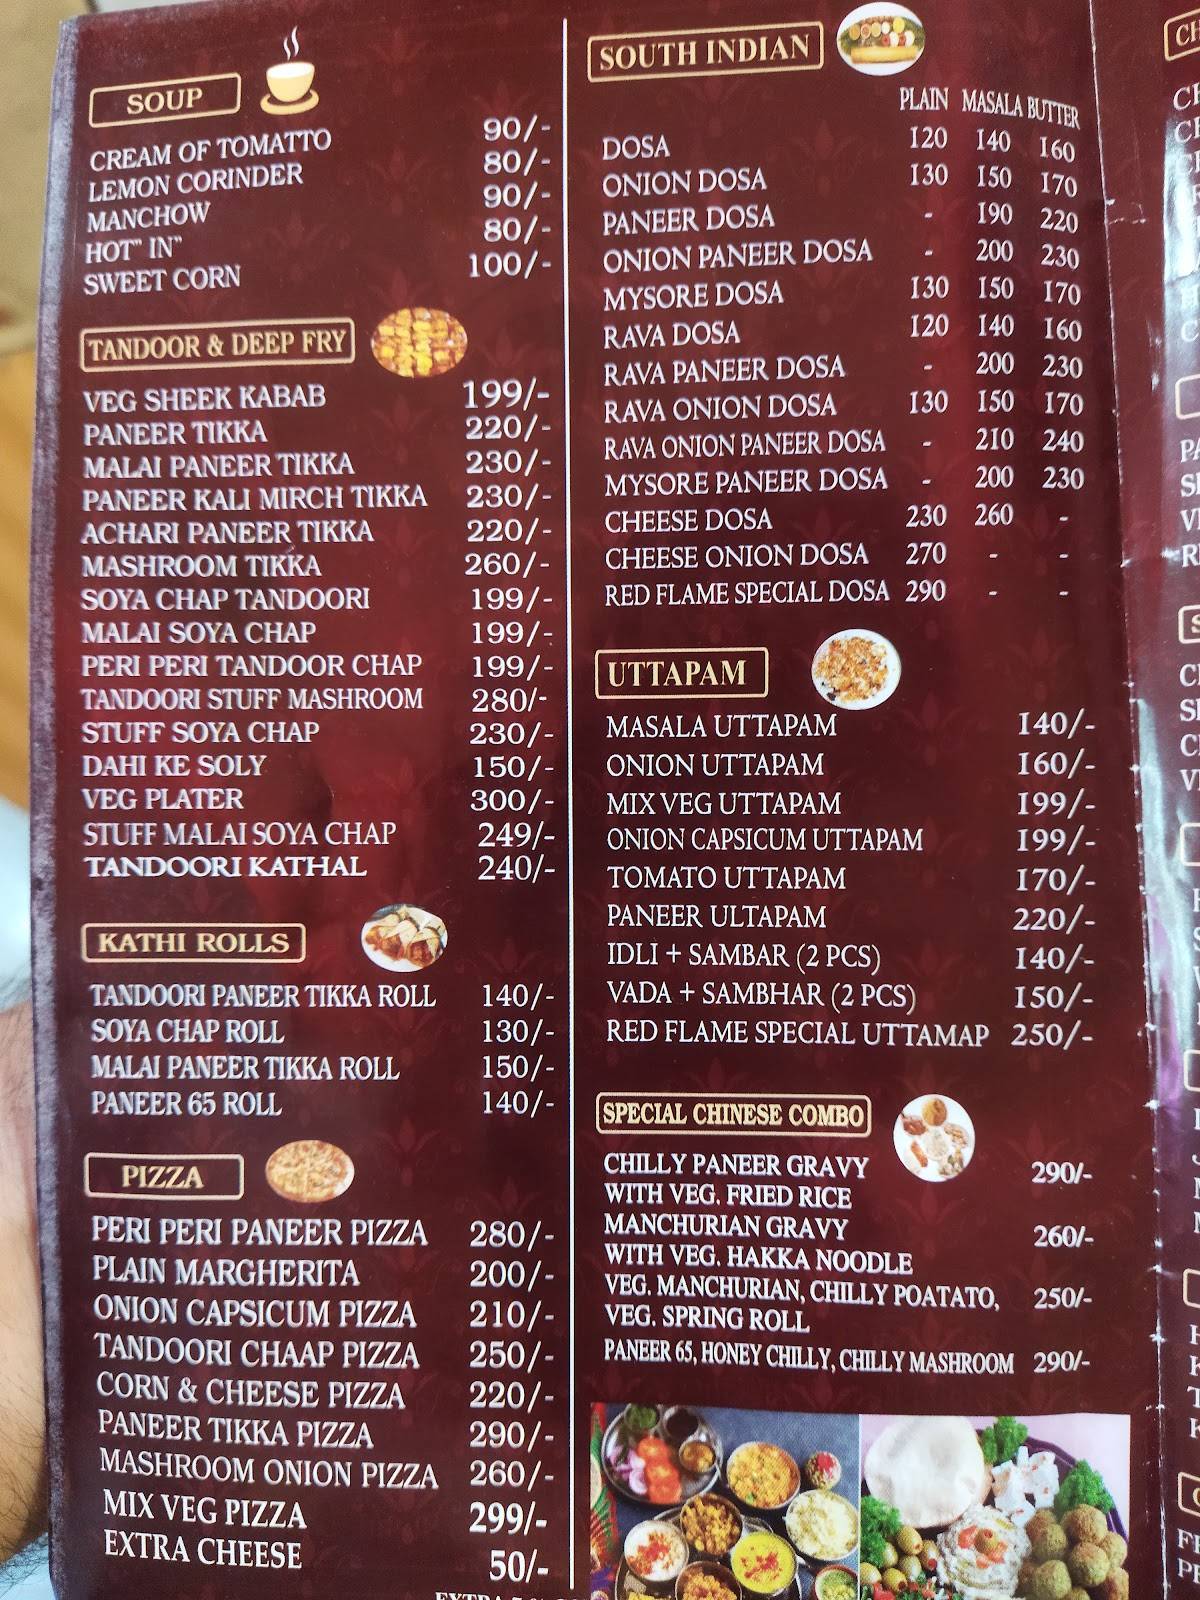 SOUP
CREAM OF TOMATTO 90/-
LEMON CORINDER 80/-
MANCHOW 90/-
HOT" IN" 80/-
SWEET CORN 100/-
TANDOOR & DEEP FRY
VEG SHEEK KABAB 199/-
PANEER TIKKA 220/-
MALAI PANEER TIKKA 230/-
PANEER KALI MIRCH TIKKA 230/-
ACHARI PANEER TIKKA 220/-
MASHROOM TIKKA 260/-
SOYA CHAP TANDOORI 199/-
MALAI SOYA CHAP 199/-
PERI PERI TANDOOR CHAP 199/-
TANDOORI STUFF MASHROOM 280/-
STUFF SOYA CHAP 230/-
DAHI KE SOLY 150/-
VEG PLATER 300/-
STUFF MALAI SOYA CHAP 249/-
TANDOORI KATHAL 240/-
KATHI ROLLS
TANDOORI PANEER TIKKA ROLL 140/-
SOYA CHAP ROLL 130/-
MALAI PANEER TIKKA ROLL 150/-
PANEER 65 ROLL 140/-
PIZZA
PERI PERI PANEER PIZZA 280/-
PLAIN MARGHERITA 200/-
ONION CAPSICUM PIZZA 210/-
TANDOORI CHAAP PIZZA 250/-
CORN & CHEESE PIZZA 220/-
PANEER TIKKA PIZZA 290/-
MASHROOM ONION PIZZA 260/-
MIX VEG PIZZA 299/-
EXTRA CHEESE 50/-
SOUTH INDIAN
PLAIN MASALA BUTTER
DOSA 120 140 160
ONION DOSA 130 150 170
PANEER DOSA - 190 220
ONION PANEER DOSA - 200 230
MYSORE DOSA 130 150 170
RAVA DOSA 120 140 160
RAVA PANEER DOSA - 200 230
RAVA ONION DOSA 130 150 170
RAVA ONION PANEER DOSA - 210 240
MYSORE PANEER DOSA - 200 230
CHEESE DOSA 230 260 -
CHEESE ONION DOSA 270 - -
RED FLAME SPECIAL DOSA 290 - -
UTTAPAM
MASALA UTTAPAM 140/-
ONION UTTAPAM 160/-
MIX VEG UTTAPAM 199/-
ONION CAPSICUM UTTAPAM 199/-
TOMATO UTTAPAM 170/-
PANEER ULTAPAM 220/-
IDLI + SAMBAR (2 PCS) 140/-
VADA + SAMBHAR (2 PCS) 150/-
RED FLAME SPECIAL UTTAMAP 250/-
SPECIAL CHINESE COMBO
CHILLY PANEER GRAVY 290/-
WITH VEG. FRIED RICE
MANCHURIAN GRAVY 260/-
WITH VEG. HAKKA NOODLE
VEG. MANCHURIAN, CHILLY POATATO, 250/-
VEG. SPRING ROLL
PANEER 65, HONEY CHILLY, CHILLY MASHROOM 290/-